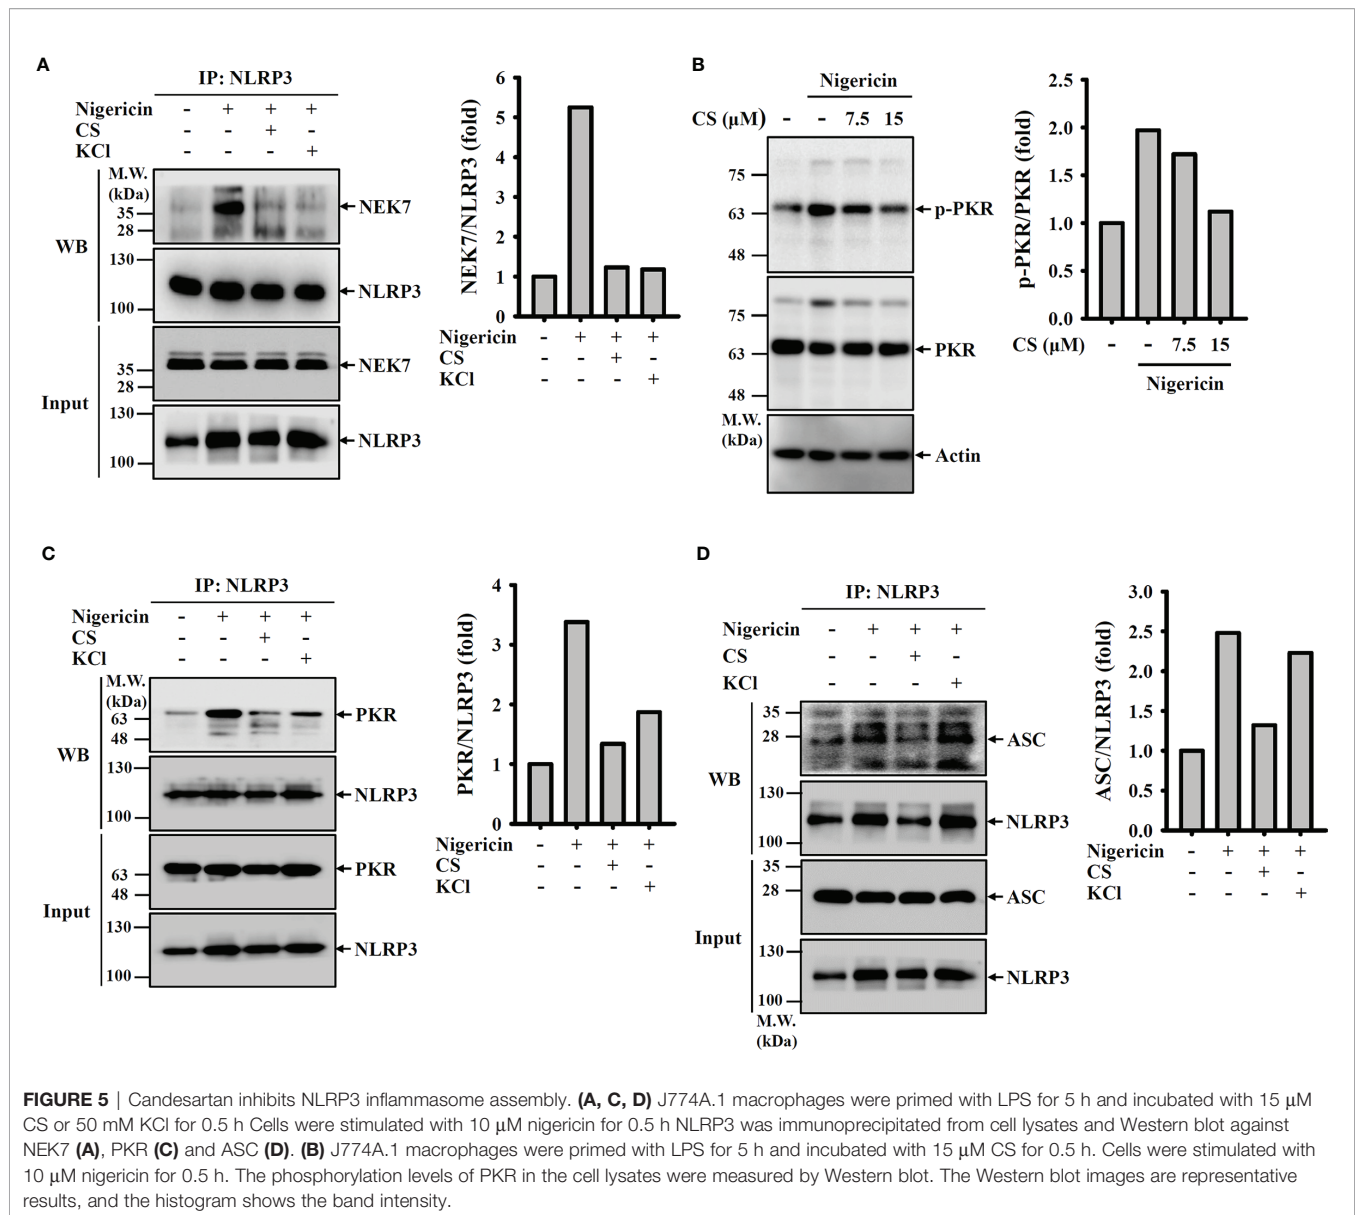 A
IP: NLRP3
Nigericin - + + +
CS - - + -
KCl - - - +
M.W.
(kDa)
35
28
NEK7
WB
130
100
NLRP3
35
28
NEK7
Input
130
100
NLRP3
NEK7/NLRP3 (fold)
6
5
4
3
2
1
0
Nigericin - + + +
CS - - + -
KCl - - - +
B
Nigericin
CS (μM) - - 7.5 15
75
63
48
p-PKR
75
63
48
PKR
M.W.
(kDa)
Actin
p-PKR/PKR (fold)
2.5
2.0
1.5
1.0
0.5
0.0
CS (μM) - - 7.5 15
Nigericin
C
IP: NLRP3
Nigericin - + + +
CS - - + -
KCl - - - +
M.W.
(kDa)
63
48
PKR
WB
130
100
NLRP3
63
48
PKR
Input
130
100
NLRP3
PKR/NLRP3 (fold)
4
3
2
1
0
Nigericin - + + +
CS - - + -
KCl - - - +
D
IP: NLRP3
Nigericin - + + +
CS - - + -
KCl - - - +
35
28
ASC
WB
130
100
NLRP3
35
28
ASC
Input
130
100
NLRP3
M.W.
(kDa)
ASC/NLRP3 (fold)
3.0
2.5
2.0
1.5
1.0
0.5
0.0
Nigericin - + + +
CS - - + -
KCl - - - +
FIGURE 5 | Candesartan inhibits NLRP3 inflammasome assembly. (A, C, D) J774A.1 macrophages were primed with LPS for 5 h and incubated with 15 μM
CS or 50 mM KCl for 0.5 h Cells were stimulated with 10 μM nigericin for 0.5 h NLRP3 was immunoprecipitated from cell lysates and Western blot against
NEK7 (A), PKR (C) and ASC (D). (B) J774A.1 macrophages were primed with LPS for 5 h and incubated with 15 μM CS for 0.5 h. Cells were stimulated with
10 μM nigericin for 0.5 h. The phosphorylation levels of PKR in the cell lysates were measured by Western blot. The Western blot images are representative
results, and the histogram shows the band intensity.